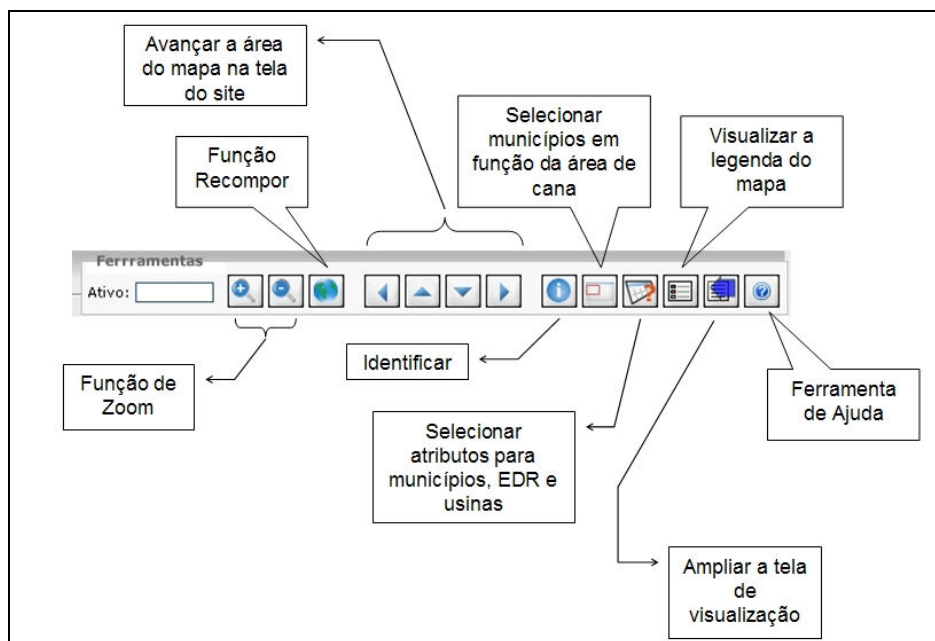 Avançar a área
do mapa na tela
do site
Selecionar
municípios em
função da área de
cana
Visualizar a
legenda do
mapa
Função
Recompor
Ferrramentas
Ativo:
Função de
Zoom
Identificar
Selecionar
atributos para
municípios, EDR e
usinas
Ferramenta
de Ajuda
Ampliar a tela
de
visualização